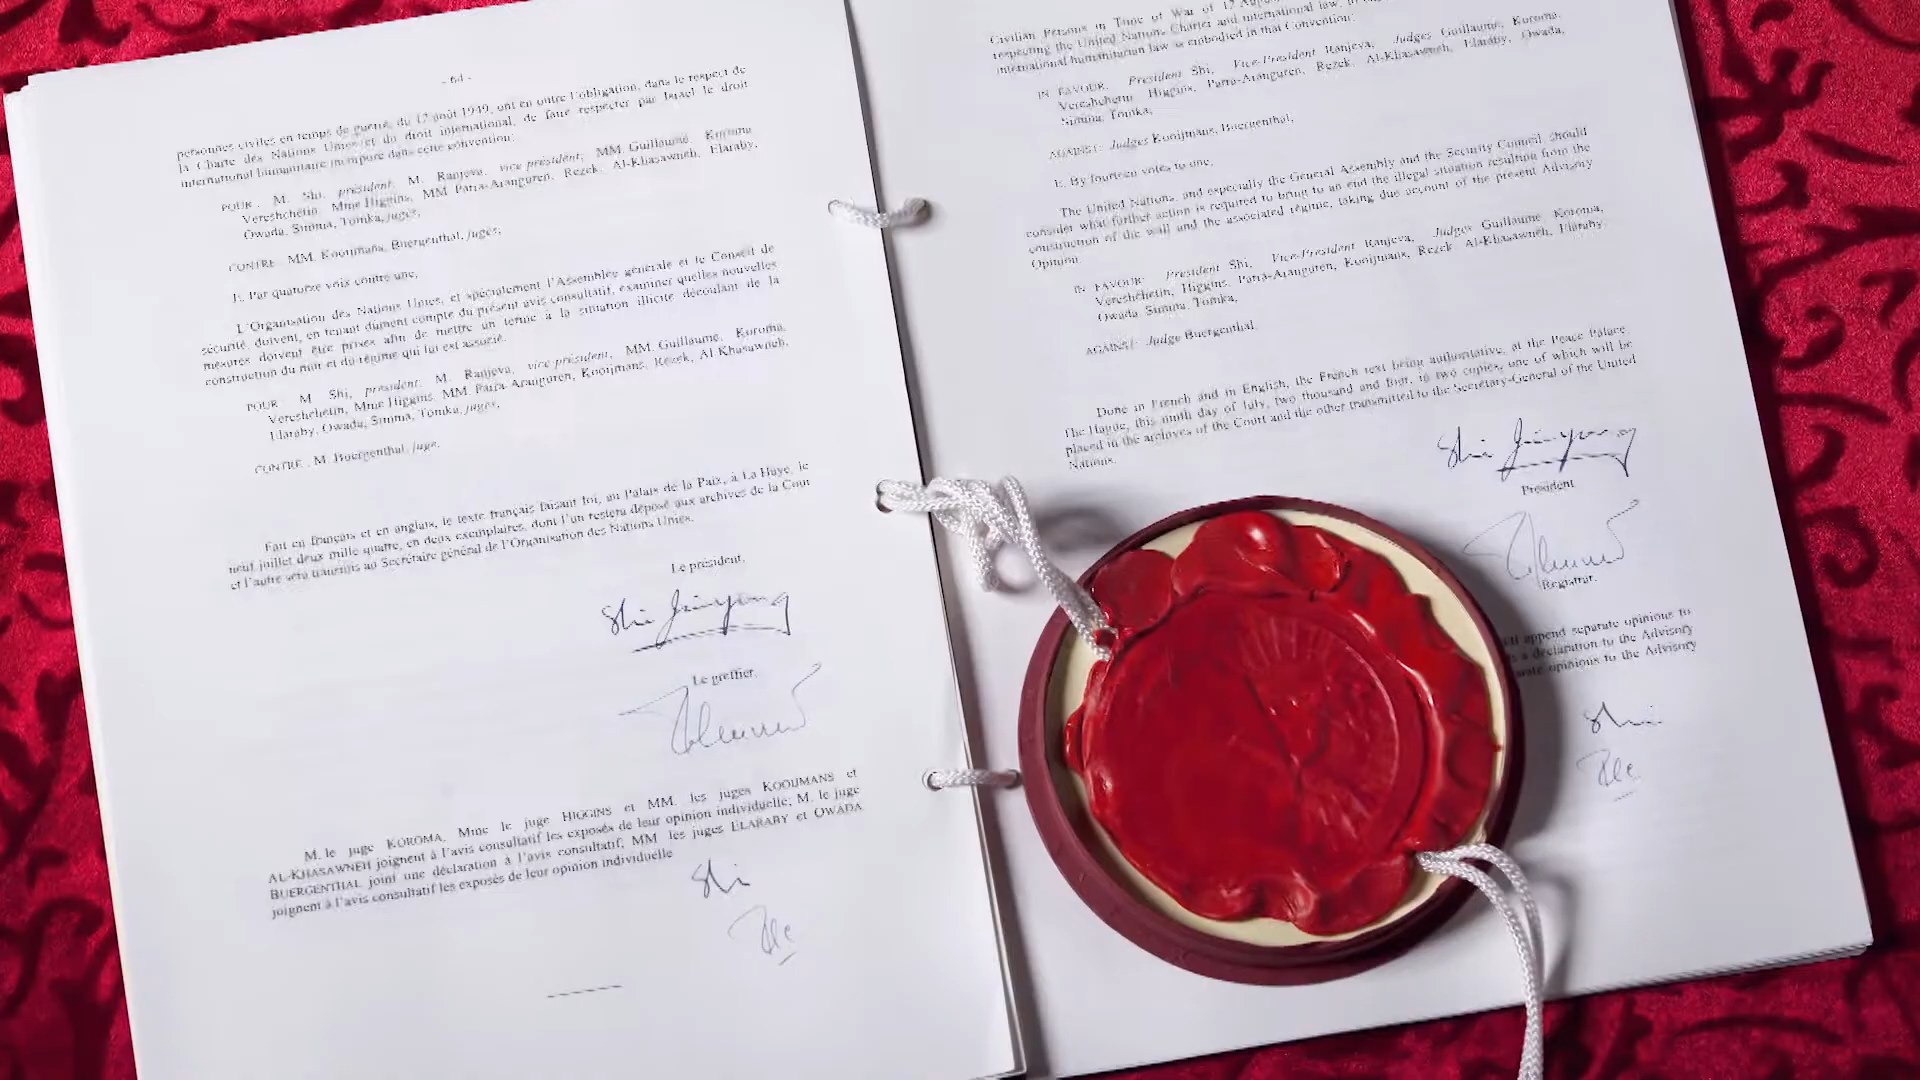 - 64 -
personnes civiles en temps de guerre, du 12 août 1949, ont en outre l'obligation, dans le respect de
la Charte des Nations Unies et du droit international, de faire respecter par Israël le droit
international humanitaire incorporé dans cette convention;
POUR : M. Shi, président; M. Ranjeva, vice-président; MM. Guillaume, Koroma
Vereshchetin, Mme Higgins, MM. Parra-Aranguren, Rezek, Al-Khasawneh, Elaraby,
Owada, Simma, Tomka, juges;
CONTRE : MM. Kooijmans, Buergenthal, juges;
E. Par quatorze voix contre une,
L'Organisation des Nations Unies, et spécialement l'Assemblée générale et le Conseil de
sécurité, doivent, en tenant dûment compte du présent avis consultatif, examiner quelles nouvelles
mesures doivent être prises afin de mettre un terme à la situation illicite découlant de la
construction du mur et du régime qui lui est associé.
POUR : M. Shi, président; M. Ranjeva, vice-président; MM. Guillaume, Koroma,
Vereshchetin, Mme Higgins, MM. Parra-Aranguren, Kooijmans, Rezek, Al-Khasawneh,
Elaraby, Owada, Simma, Tomka, juges;
CONTRE : M. Buergenthal, juge.
Fait en français et en anglais, le texte français faisant foi, au Palais de la Paix, à La Haye, le
neuf juillet deux mille quatre, en deux exemplaires, dont l'un restera déposé aux archives de la Cour
et l'autre sera transmis au Secrétaire général de l'Organisation des Nations Unies.
Le président,
Shi Jiuyong
Le greffier,
M. le juge KOROMA, Mme le juge HIGGINS et MM. les juges KOOIJMANS et
AL-KHASAWNEH joignent à l'avis consultatif les exposés de leur opinion individuelle; M. le juge
BUERGENTHAL joint une déclaration à l'avis consultatif; MM. les juges ELARABY et OWADA
joignent à l'avis consultatif les exposés de leur opinion individuelle
Shi
Civilian Persons in Time of War of 12 August
respecting the United Nations Charter and international law, to
international humanitarian law as embodied in that Convention;
IN FAVOUR: President Shi, Vice-President Ranjeva, Judges Guillaume, Koroma,
Vereshchetin, Higgins, Parra-Aranguren, Rezek, Al-Khasawneh, Elaraby, Owada,
Simma, Tomka;
AGAINST: Judges Kooijmans, Buergenthal;
E. By fourteen votes to one,
The United Nations, and especially the General Assembly and the Security Council, should
consider what further action is required to bring to an end the illegal situation resulting from the
construction of the wall and the associated régime, taking due account of the present Advisory
Opinion.
IN FAVOUR: President Shi, Vice-President Ranjeva, Judges Guillaume, Koroma,
Vereshchetin, Higgins, Parra-Aranguren, Kooijmans, Rezek, Al-Khasawneh, Elaraby,
Owada, Simma, Tomka;
AGAINST: Judge Buergenthal.
Done in French and in English, the French text being authoritative, at the Peace Palace,
The Hague, this ninth day of July, two thousand and four, in two copies, one of which will be
placed in the archives of the Court and the other transmitted to the Secretary-General of the United
Nations.
Shi Jiuyong
President
Registrar.
append separate opinions to
a declaration to the Advisory
separate opinions to the Advisory
Shi